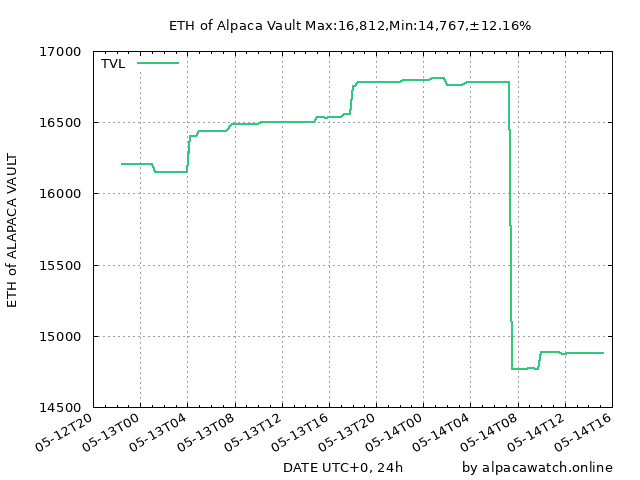 ETH of Alpaca Vault Max:16,812,Min:14,767,±12.16%
TVL
ETH of ALAPACA VAULT
17000
16500
16000
15500
15000
14500
05-12T20
05-13T00
05-13T04
05-13T08
05-13T12
05-13T16
05-13T20
05-14T00
05-14T04
05-14T08
05-14T12
05-14T16
DATE UTC+0, 24h
by alpacawatch.online